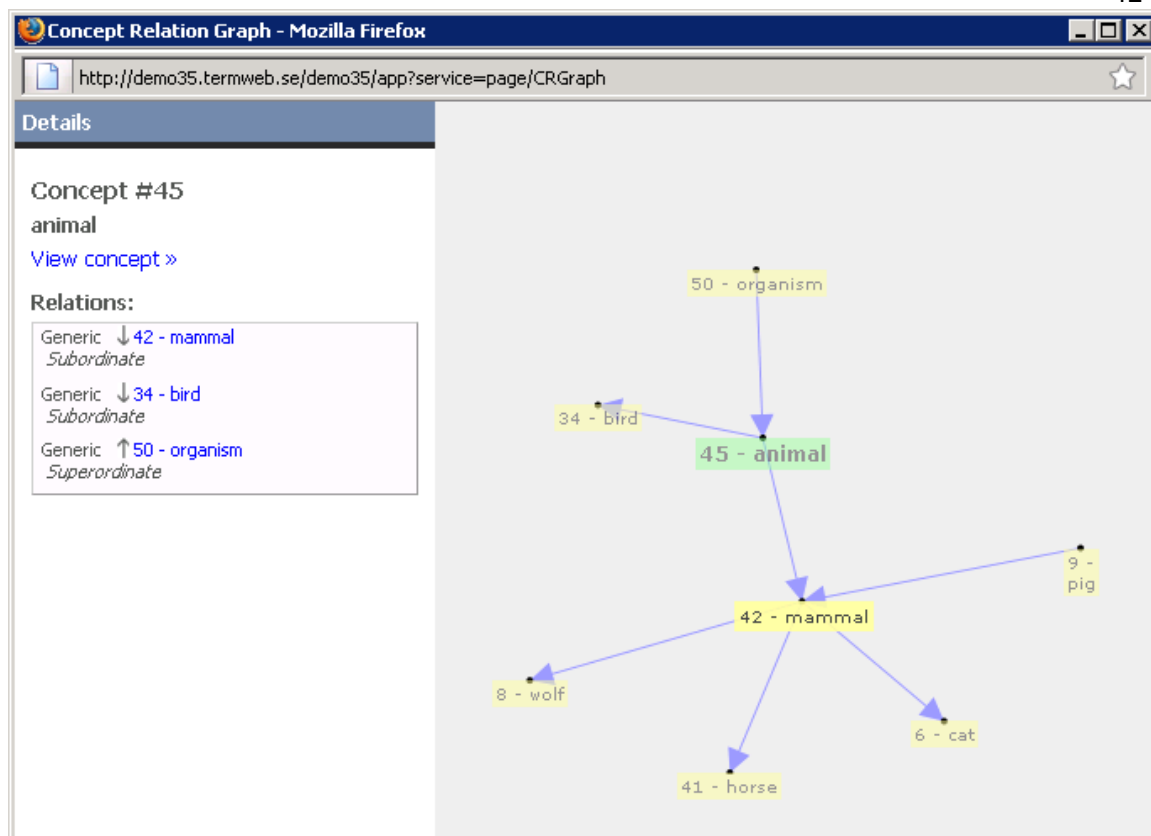 Concept Relation Graph - Mozilla Firefox
http://demo35.termweb.se/demo35/app?service=page/CRGraph
Details
Concept #45
animal
View concept »
Relations:
Generic ↓ 42 - mammal
Subordinate
Generic ↓ 34 - bird
Subordinate
Generic ↑ 50 - organism
Superordinate
50 - organism
34 - bird
45 - animal
9 -
pig
42 - mammal
8 - wolf
6 - cat
41 - horse